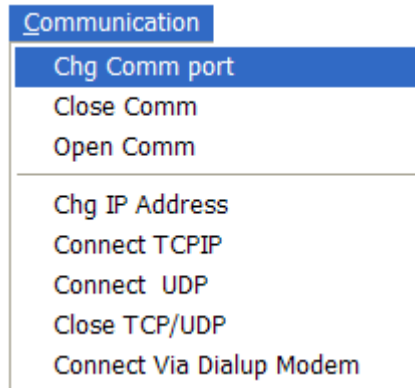 Communication
Chg Comm port
Close Comm
Open Comm
Chg IP Address
Connect TCPIP
Connect  UDP
Close TCP/UDP
Connect Via Dialup Modem